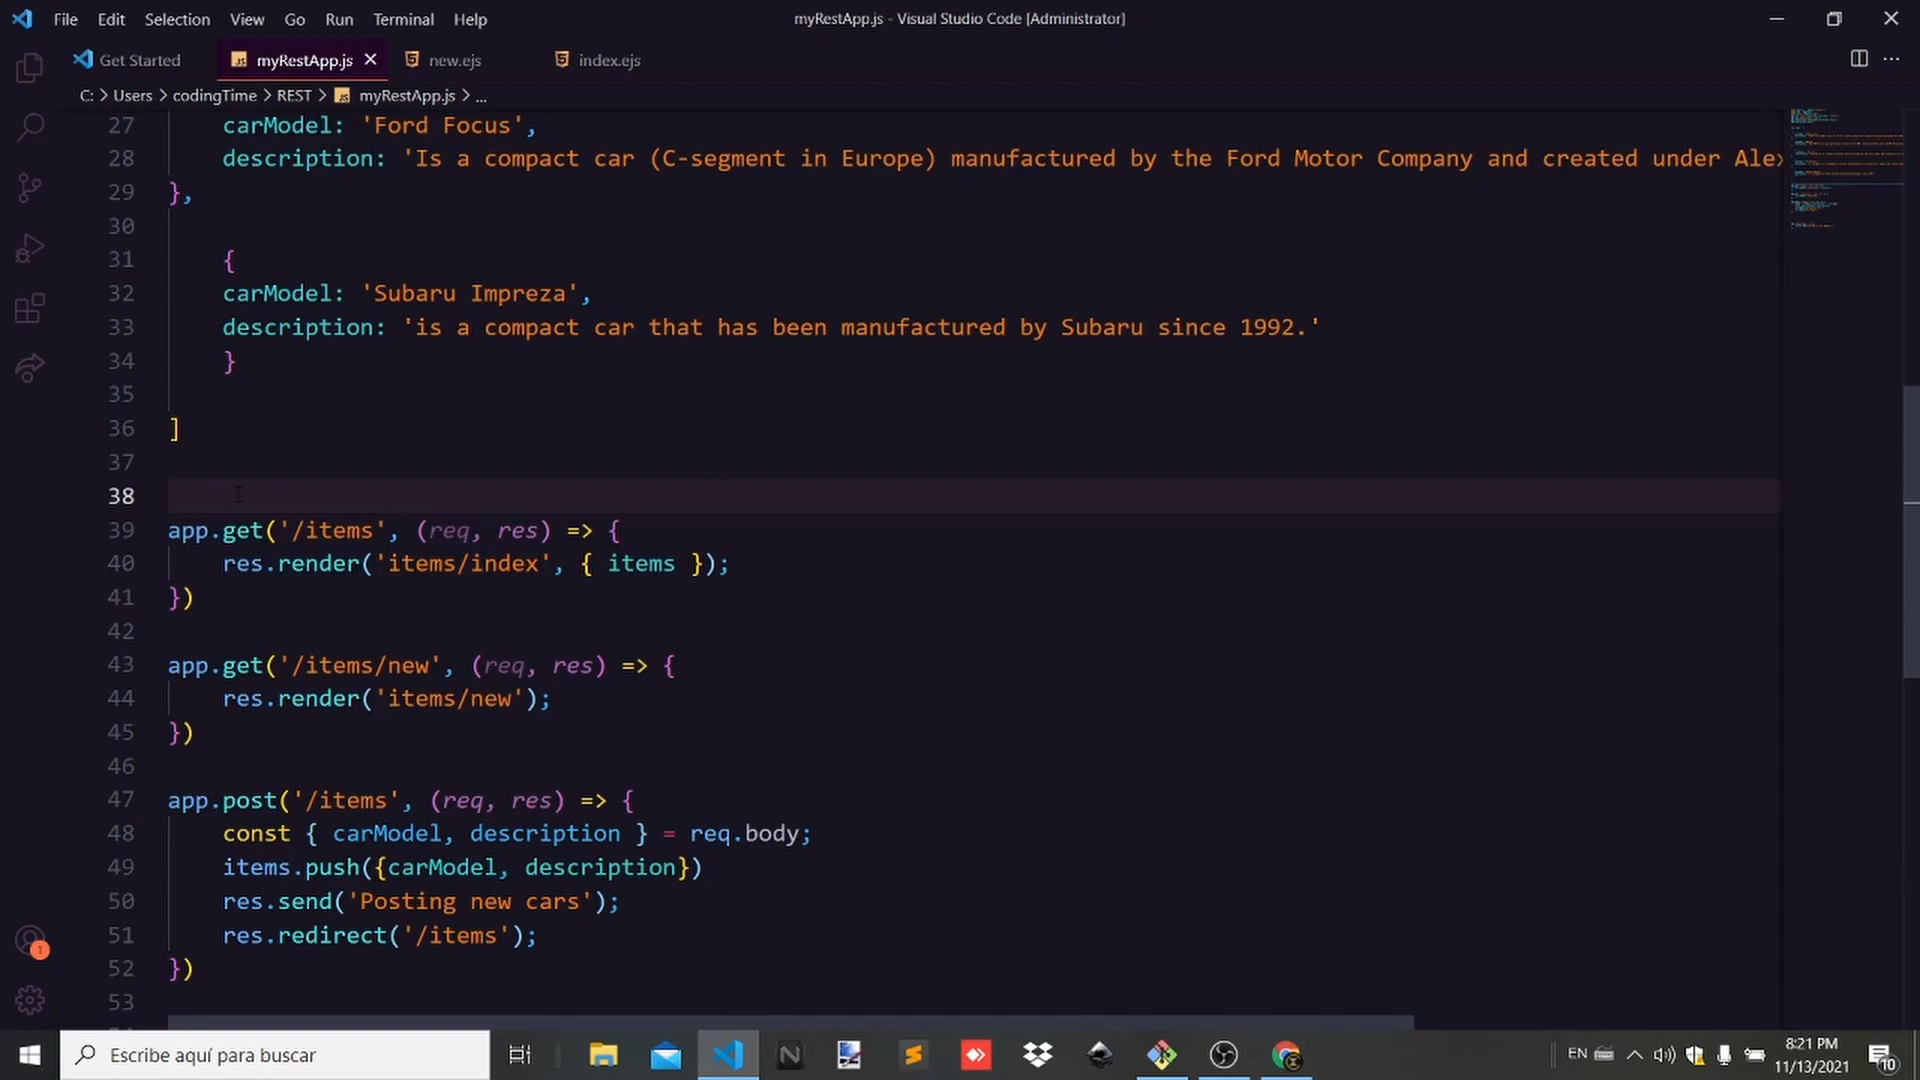 File Edit Selection View Go Run Terminal Help myRestApp.js - Visual Studio Code [Administrator]
Get Started myRestApp.js new.ejs index.ejs
C: > Users > codingTime > REST > myRestApp.js > ...
27 carModel: 'Ford Focus',
28 description: 'Is a compact car (C-segment in Europe) manufactured by the Ford Motor Company and created under Ale
29 },
30
31 {
32 carModel: 'Subaru Impreza',
33 description: 'is a compact car that has been manufactured by Subaru since 1992.'
34 }
35
36 ]
37
38
39 app.get('/items', (req, res) => {
40 res.render('items/index', { items });
41 })
42
43 app.get('/items/new', (req, res) => {
44 res.render('items/new');
45 })
46
47 app.post('/items', (req, res) => {
48 const { carModel, description } = req.body;
49 items.push({carModel, description})
50 res.send('Posting new cars');
51 res.redirect('/items');
52 })
53
1
Escribe aquí para buscar
EN
8:21 PM
11/13/2021
10